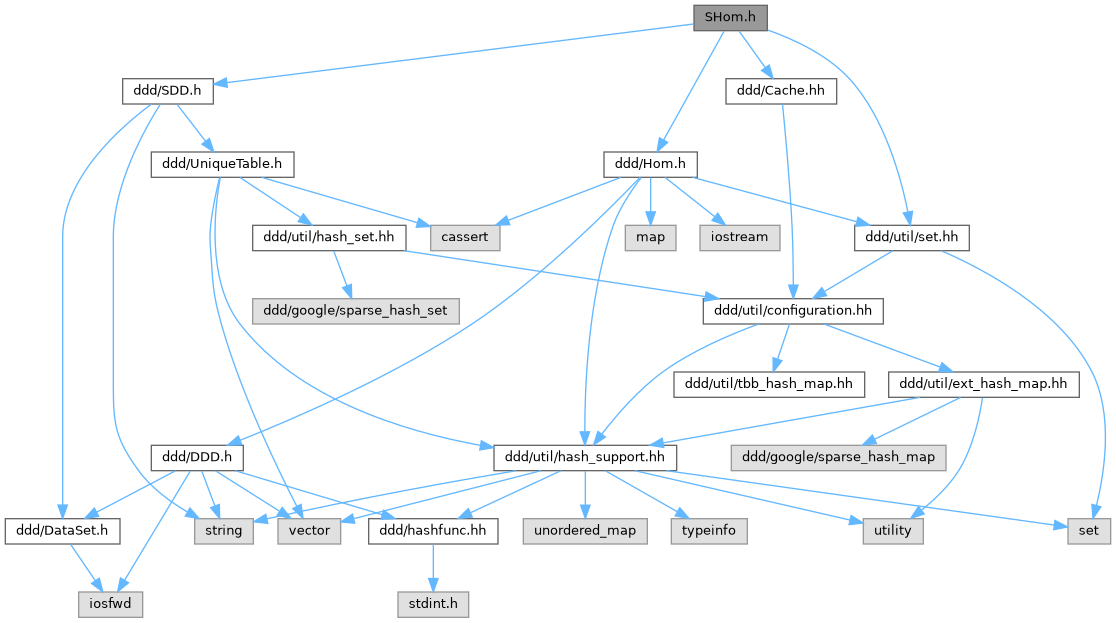 SHom.h
ddd/SDD.h
ddd/Cache.hh
ddd/UniqueTable.h
ddd/Hom.h
ddd/util/hash_set.hh
cassert
map
iostream
ddd/util/set.hh
ddd/google/sparse_hash_set
ddd/util/configuration.hh
ddd/util/tbb_hash_map.hh
ddd/util/ext_hash_map.hh
ddd/DDD.h
ddd/util/hash_support.hh
ddd/google/sparse_hash_map
ddd/DataSet.h
string
vector
ddd/hashfunc.hh
unordered_map
typeinfo
utility
set
iosfwd
stdint.h